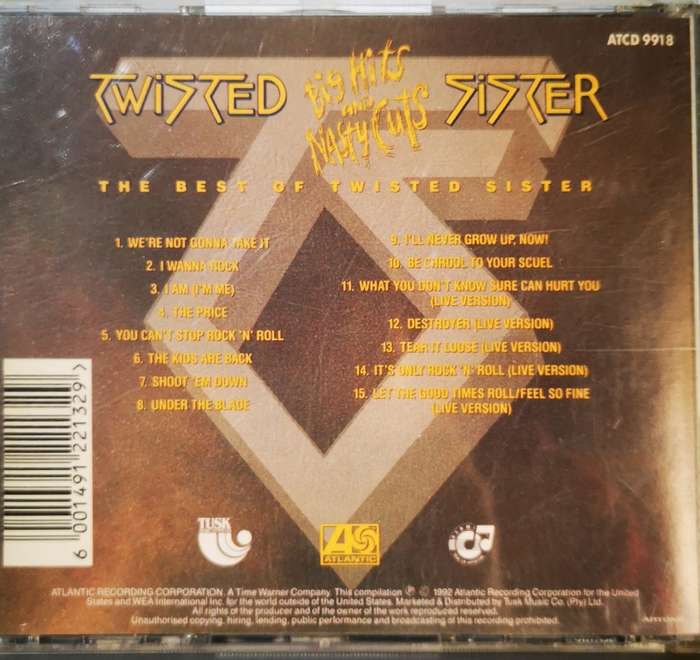 ATCD 9918
TWISTED SISTER
Big Hits
AND
Nasty Cuts
THE BEST OF TWISTED SISTER
1. WE'RE NOT GONNA TAKE IT
2. I WANNA ROCK
3. I AM (I'M ME)
4. THE PRICE
5. YOU CAN'T STOP ROCK 'N' ROLL
6. THE KIDS ARE BACK
7. SHOOT 'EM DOWN
8. UNDER THE BLADE
9. I'LL NEVER GROW UP, NOW!
10. BE CHROOL TO YOUR SCUEL
11. WHAT YOU DON'T KNOW SURE CAN HURT YOU
(LIVE VERSION)
12. DESTROYER (LIVE VERSION)
13. TEAR IT LOOSE (LIVE VERSION)
14. IT'S ONLY ROCK 'N' ROLL (LIVE VERSION)
15. LET THE GOOD TIMES ROLL/FEEL SO FINE
(LIVE VERSION)
6 001491 221329 >
TUSK
ATLANTIC
ATLANTIC RECORDING CORPORATION. A Time Warner Company. This compilation ℗ © 1992 Atlantic Recording Corporation for the United
States and WEA International Inc. for the world outside of the United States. Marketed & Distributed by Tusk Music Co. (Pty) Ltd.
All rights of the producer and of the owner of the work reproduced reserved.
Unauthorised copying, hiring, lending, public performance and broadcasting of this recording prohibited.